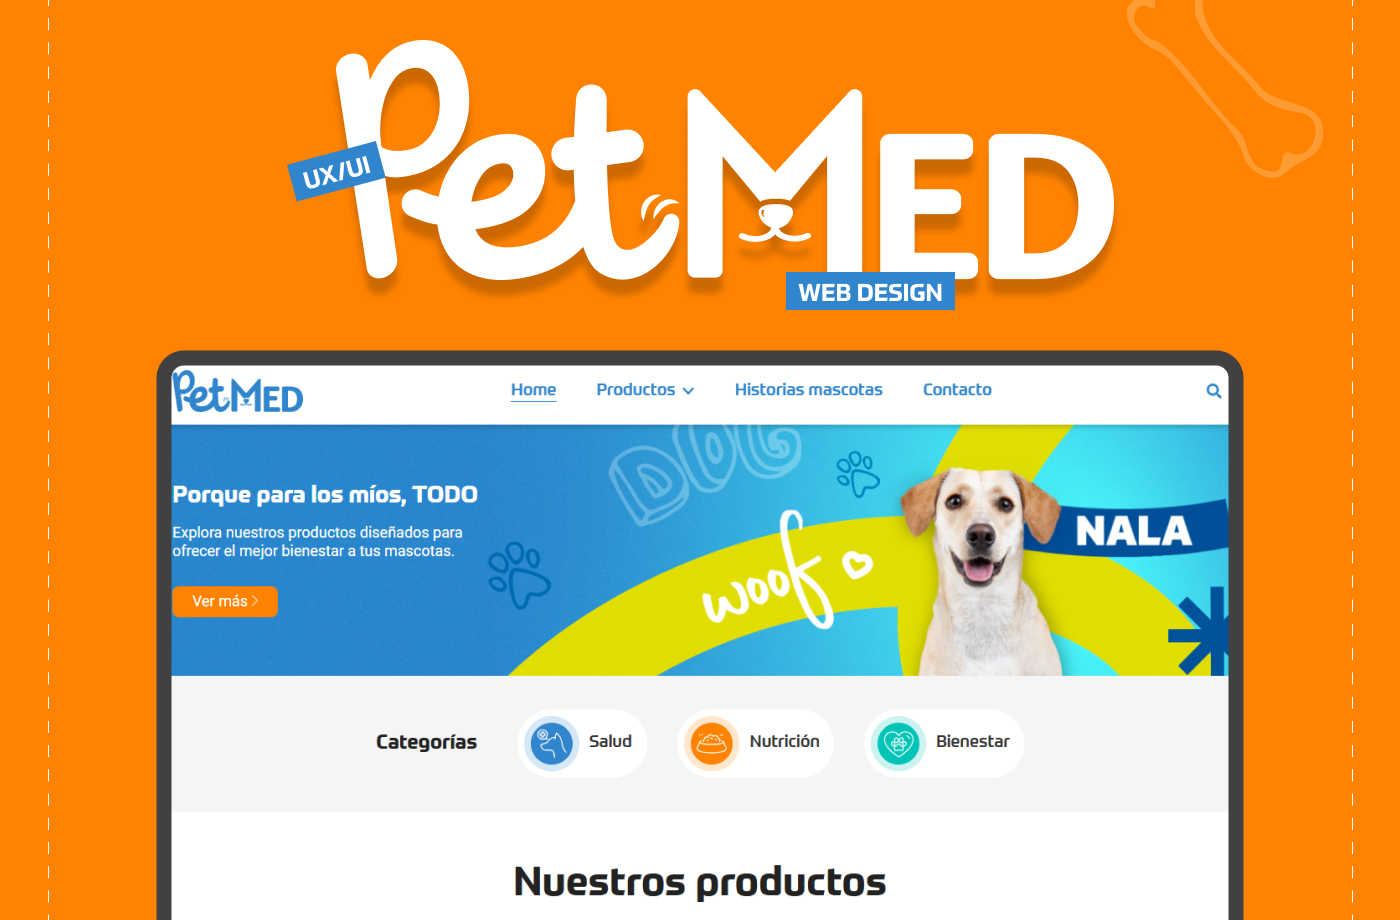 PetMED
UX/UI
WEB DESIGN
PetMED
Home
Productos
Historias mascotas
Contacto
DOG
Porque para los míos, TODO
Explora nuestros productos diseñados para
ofrecer el mejor bienestar a tus mascotas.
Ver más
woof
NALA
Categorías
Salud
Nutrición
Bienestar
Nuestros productos